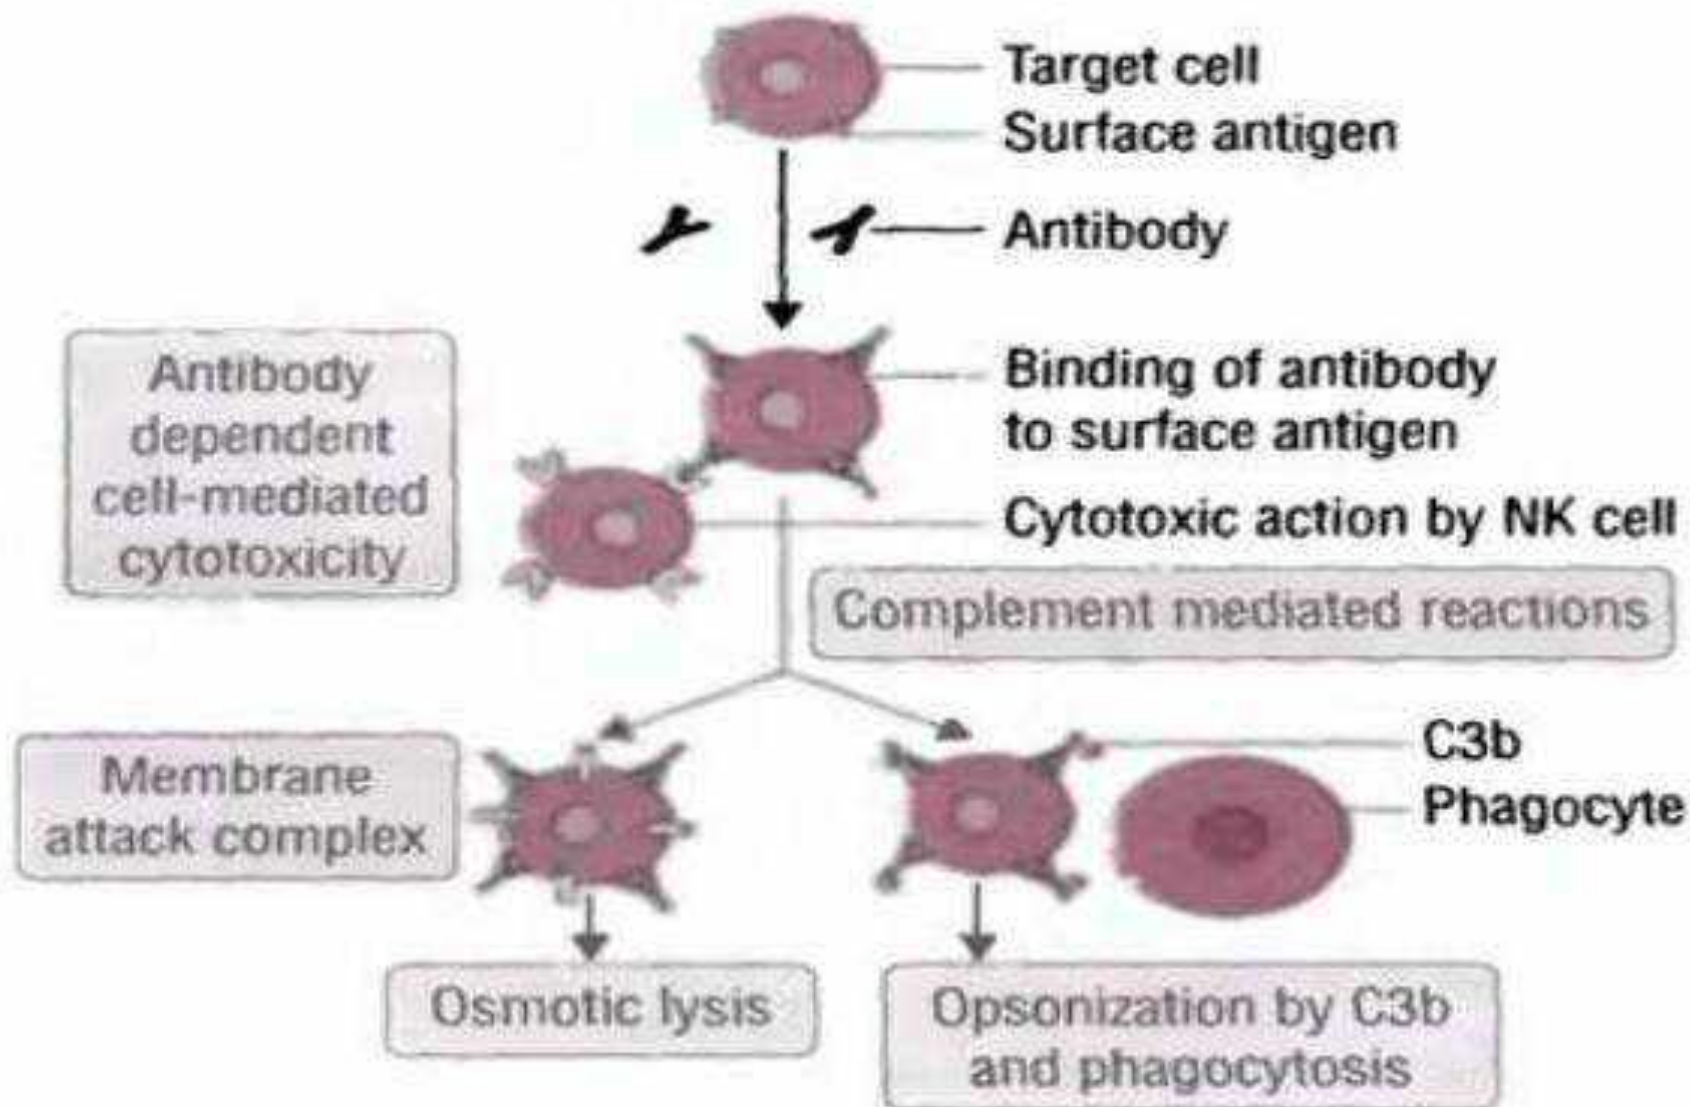 Target cell
Surface antigen
Antibody
Binding of antibody
to surface antigen
Antibody
dependent
cell-mediated
cytotoxicity
Cytotoxic action by NK cell
Complement mediated reactions
C3b
Phagocyte
Membrane
attack complex
Osmotic lysis
Opsonization by C3b
and phagocytosis